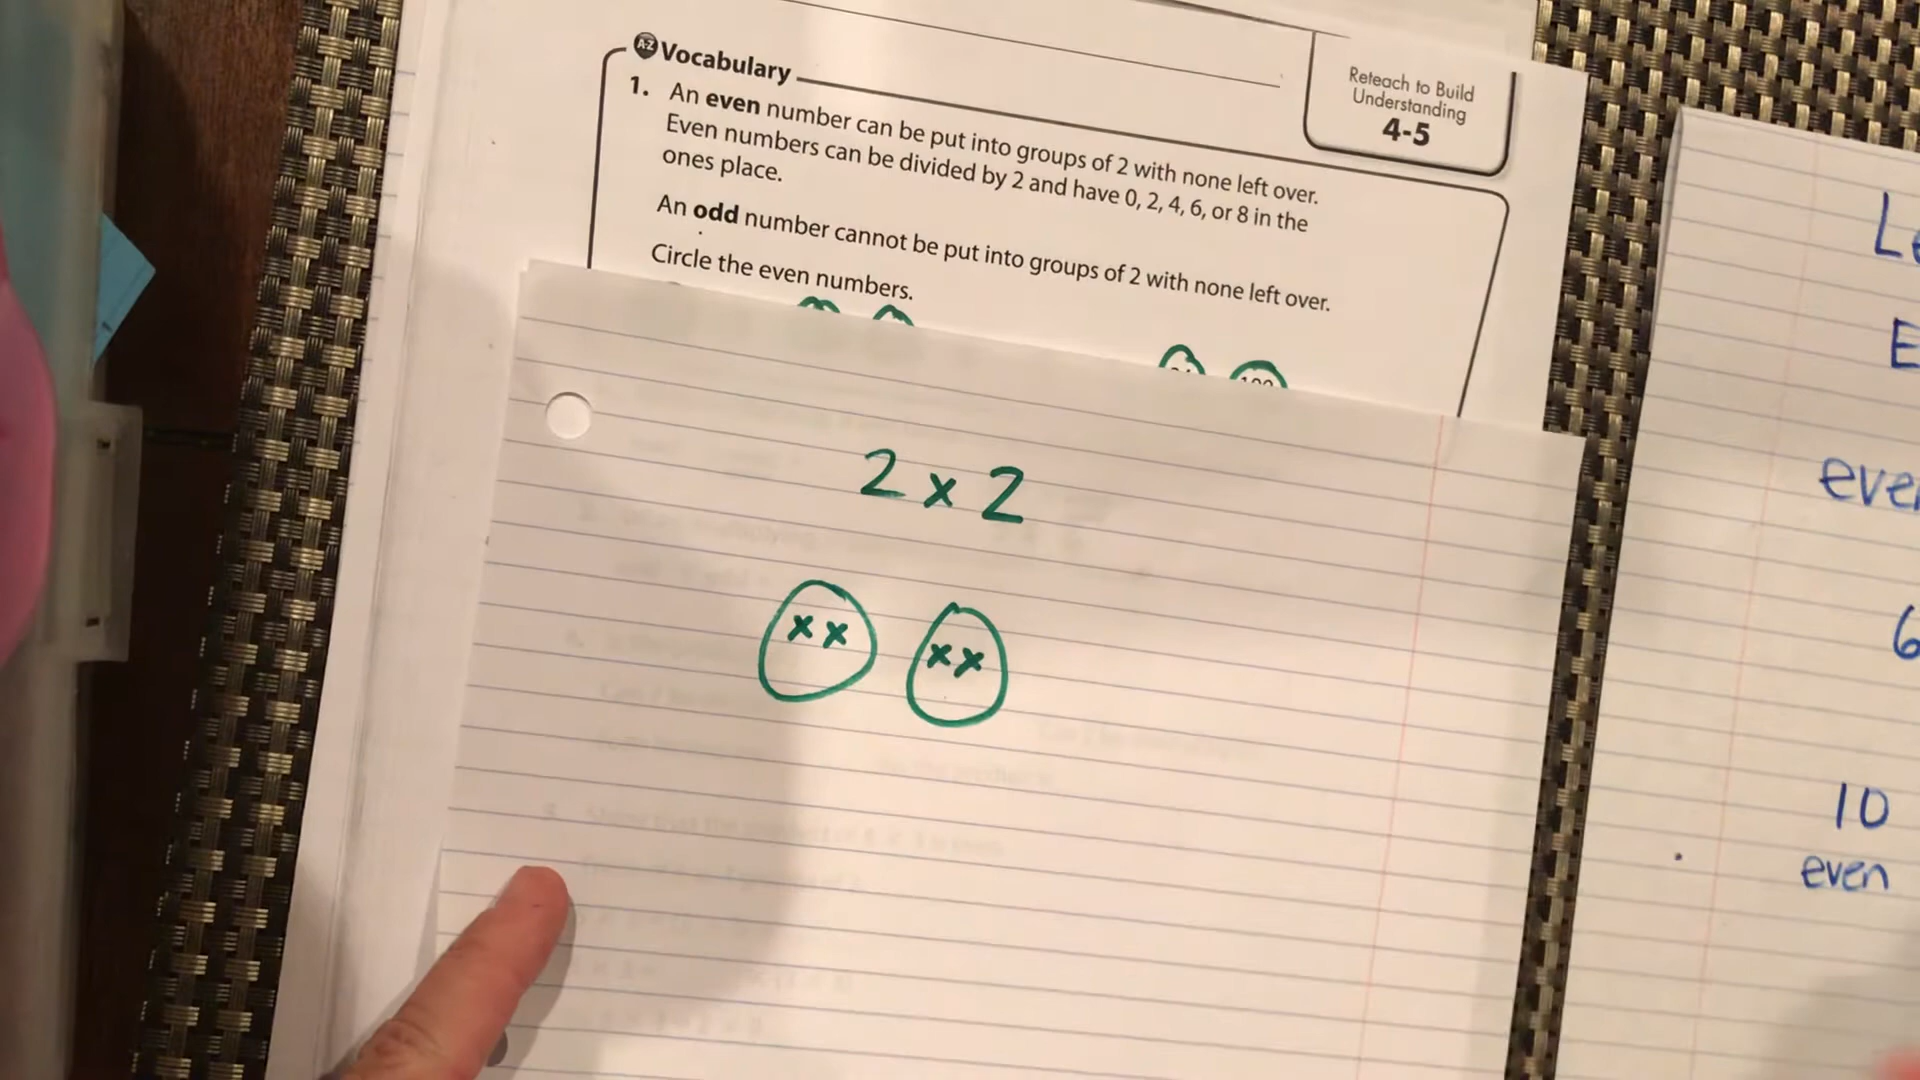 A-Z Vocabulary
Reteach to Build
Understanding
4-5
1. An even number can be put into groups of 2 with none left over.
Even numbers can be divided by 2 and have 0, 2, 4, 6, or 8 in the
ones place.
An odd number cannot be put into groups of 2 with none left over.
Circle the even numbers.
2 x 2
x x x x
6
10
even